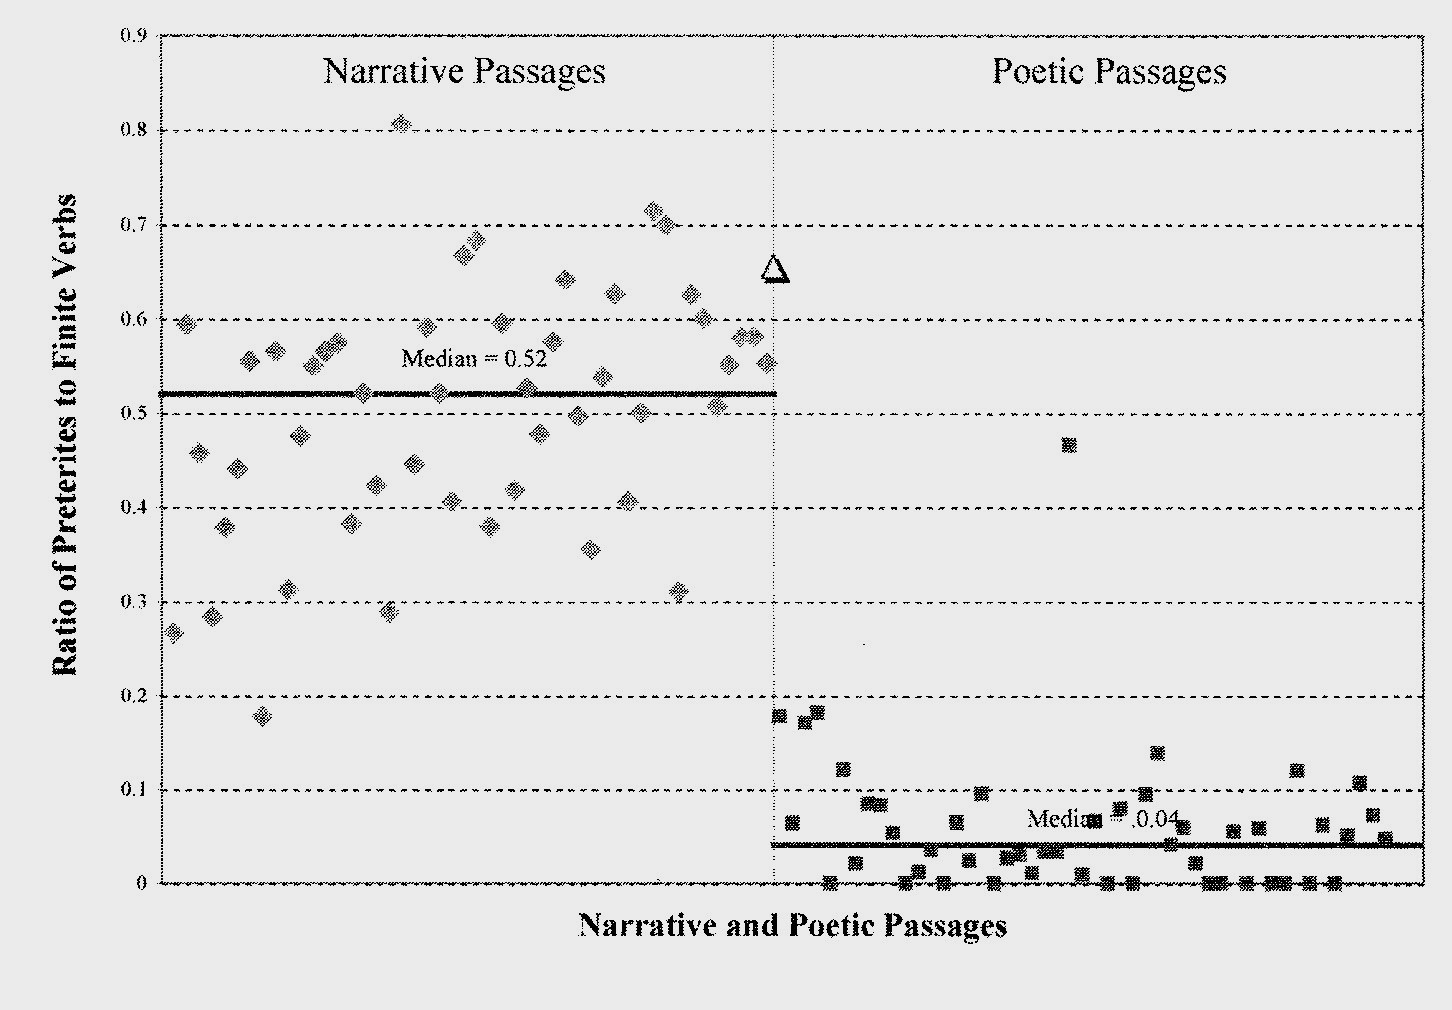 Narrative Passages
Poetic Passages
0.9
0.8
0.7
0.6
0.5
0.4
0.3
0.2
0.1
0
Ratio of Preterites to Finite Verbs
Median = 0.52
Median = .0.04
Narrative and Poetic Passages